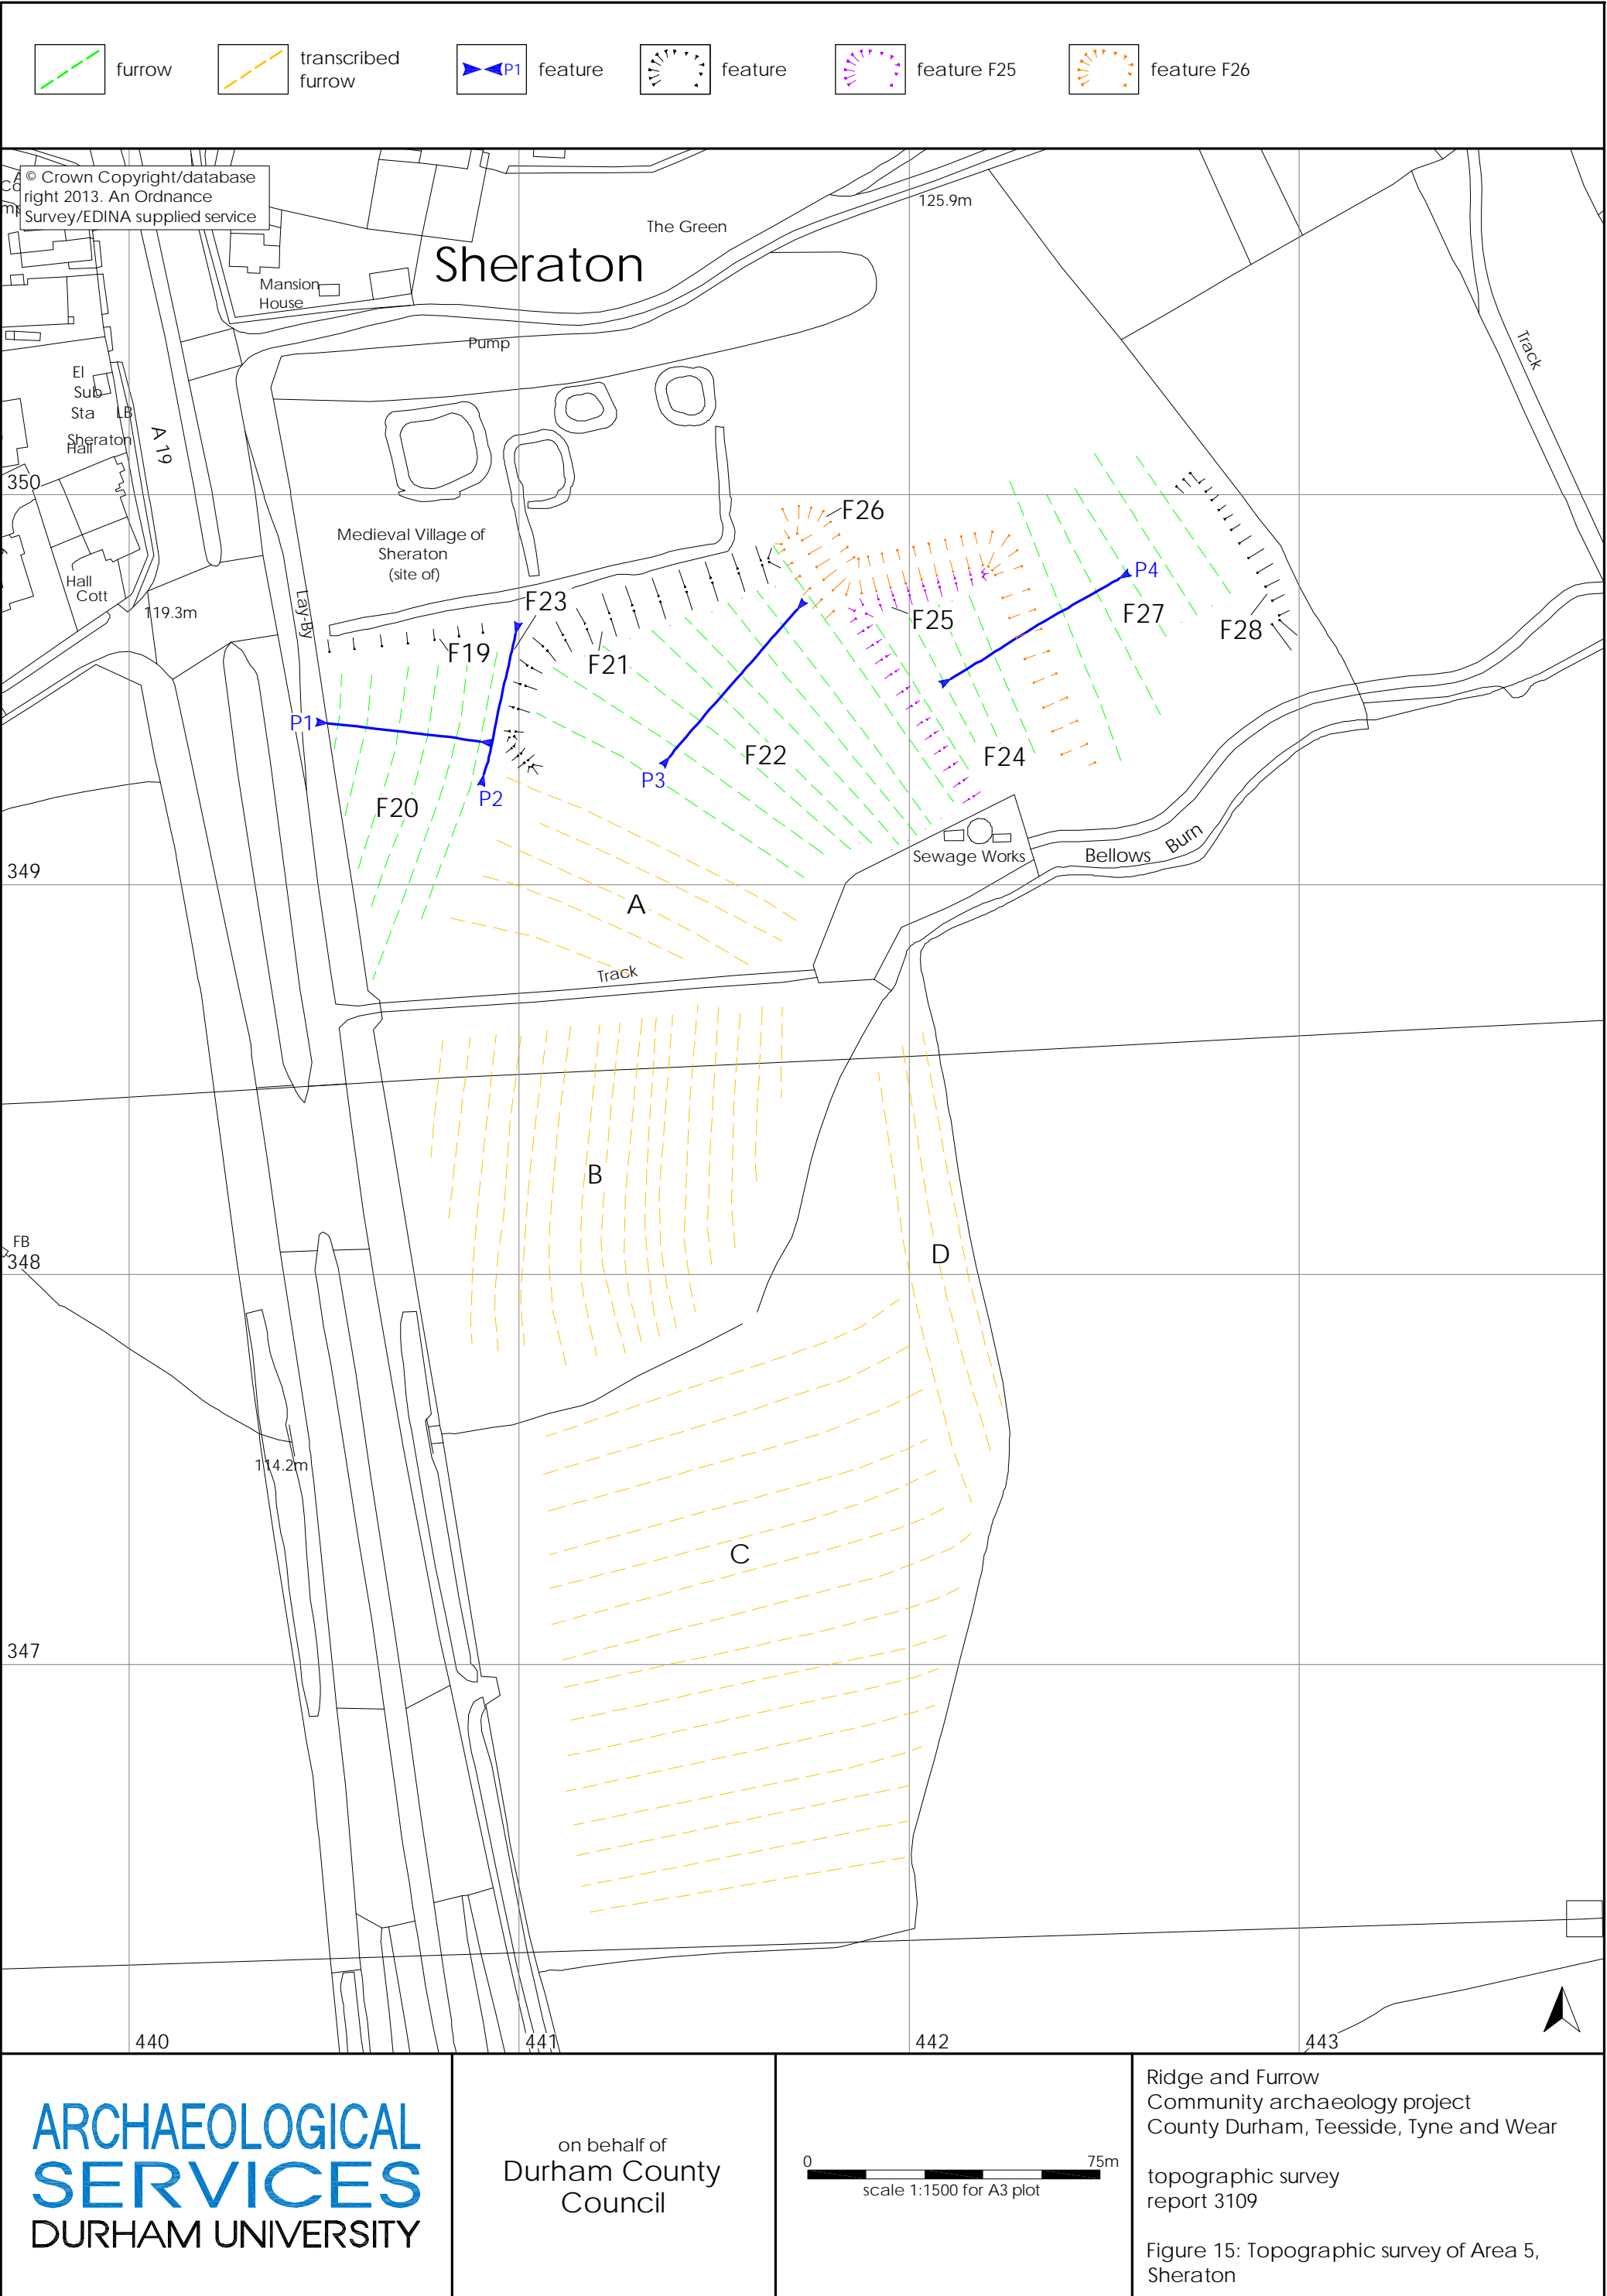 furrow
transcribed
furrow
P1
feature
feature
feature F25
feature F26
© Crown Copyright/database
right 2013. An Ordnance
Survey/EDINA supplied service
125.9m
The Green
Sheraton
Mansion
House
Pump
Track
El
Sub
Sta
LB
Sheraton
Hall
A 19
350
Medieval Village of
Sheraton
(site of)
F26
Hall
Cott
119.3m
Lay-By
F23
P4
F27
F25
F28
F19
F21
P1
F22
F24
P3
P2
F20
Sewage Works
Bellows Burn
349
A
Track
B
FB
348
D
114.2m
C
347
440
441
442
443
ARCHAEOLOGICAL
SERVICES
DURHAM UNIVERSITY
on behalf of
Durham County
Council
0
75m
scale 1:1500 for A3 plot
Ridge and Furrow
Community archaeology project
County Durham, Teesside, Tyne and Wear
topographic survey
report 3109
Figure 15: Topographic survey of Area 5,
Sheraton